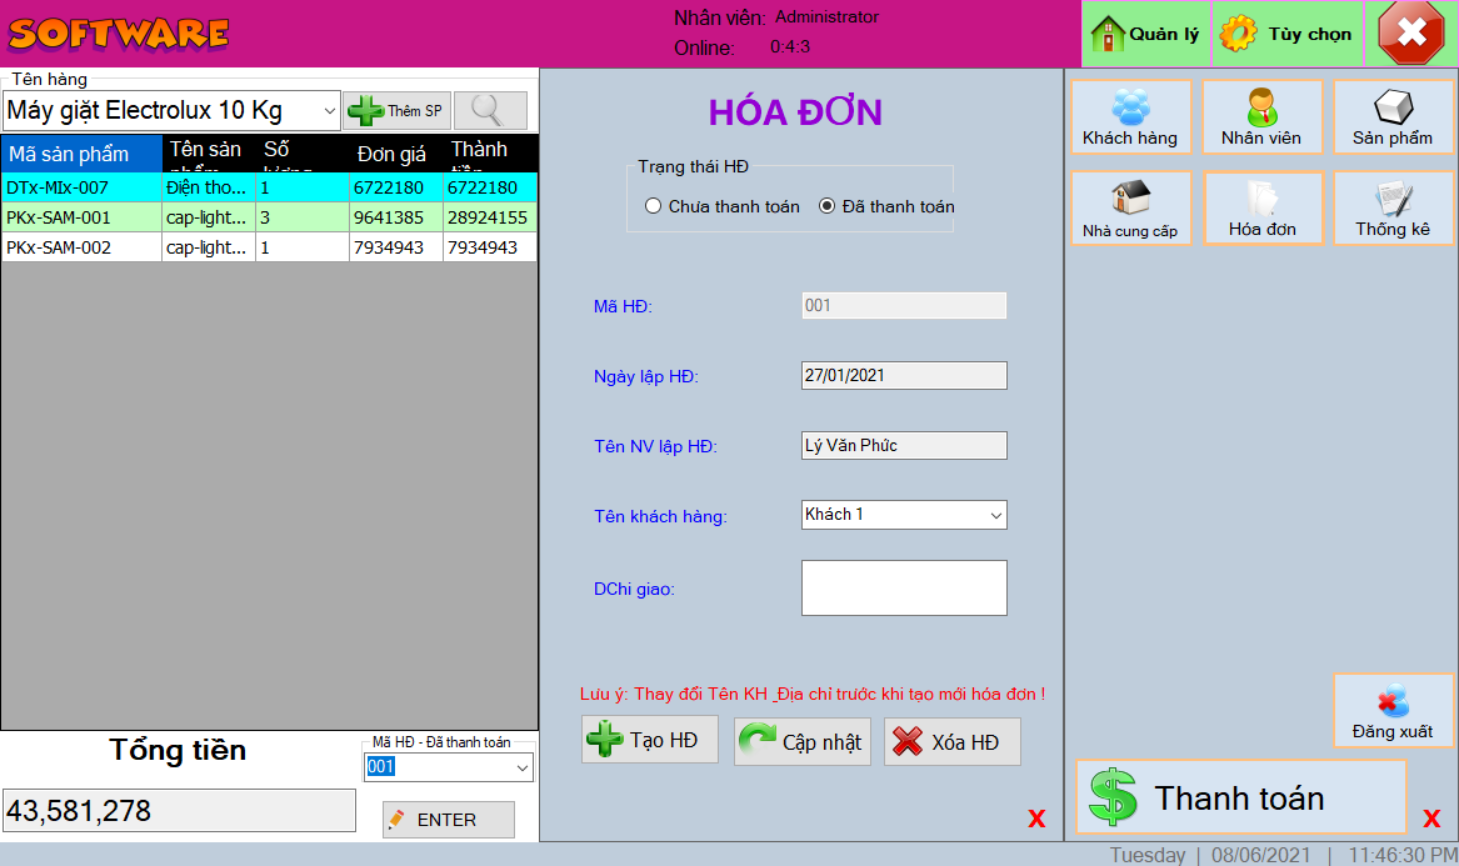 SOFTWARE
Nhân viên: Administrator
Online: 0:4:3
Quản lý
Tùy chọn
Tên hàng
Máy giặt Electrolux 10 Kg
Thêm SP
Mã sản phẩm Tên sản phẩm Số lượng Đơn giá Thành tiền
DTx-MIx-007 Điện tho... 1 6722180 6722180
PKx-SAM-001 cap-light... 3 9641385 28924155
PKx-SAM-002 cap-light... 1 7934943 7934943
Tổng tiền
43,581,278
Mã HĐ - Đã thanh toán
001
ENTER
HÓA ĐƠN
Trạng thái HĐ
Chưa thanh toán Đã thanh toán
Mã HĐ: 001
Ngày lập HĐ: 27/01/2021
Tên NV lập HĐ: Lý Văn Phức
Tên khách hàng: Khách 1
DChi giao:
Lưu ý: Thay đổi Tên KH _Địa chỉ trước khi tạo mới hóa đơn !
Tạo HĐ
Cập nhật
Xóa HĐ
X
Khách hàng
Nhân viên
Sản phẩm
Nhà cung cấp
Hóa đơn
Thống kê
Đăng xuất
Thanh toán
X
Tuesday | 08/06/2021 | 11:46:30 PM